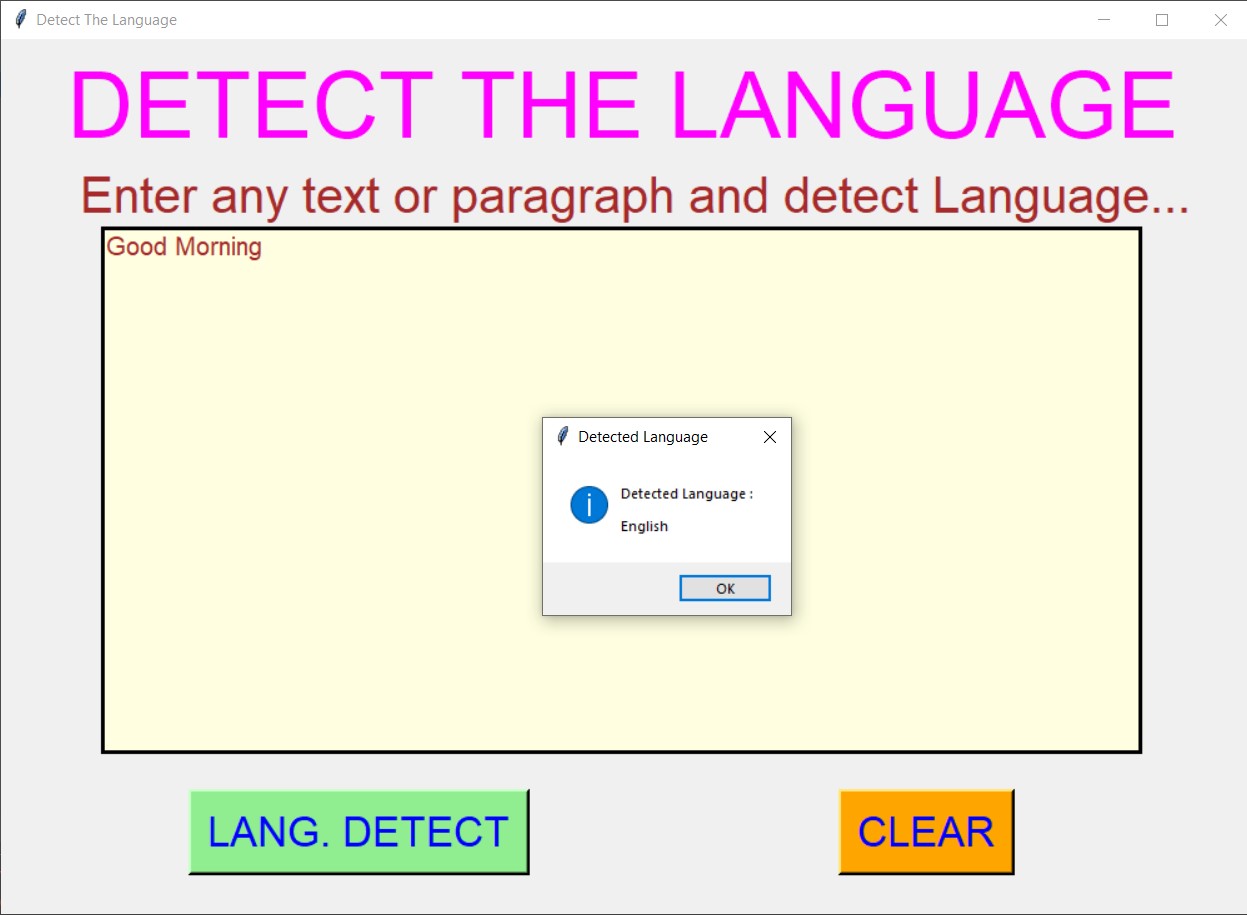 Detect The Language
DETECT THE LANGUAGE
Enter any text or paragraph and detect Language...
Good Morning
Detected Language
Detected Language :
English
OK
LANG. DETECT
CLEAR